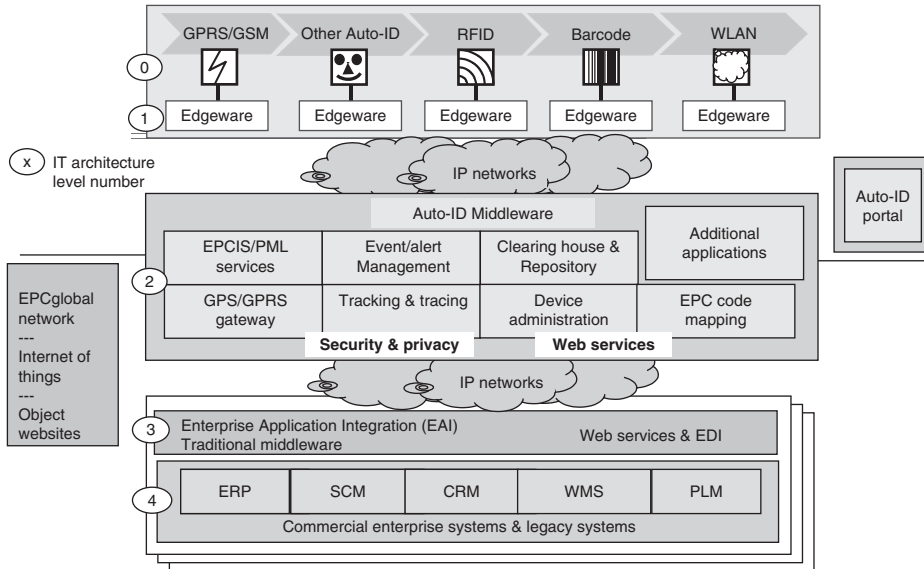 GPRS/GSM
Other Auto-ID
RFID
Barcode
WLAN
0
1
Edgeware
Edgeware
Edgeware
Edgeware
Edgeware
x
IT architecture
level number
IP networks
Auto-ID
portal
Auto-ID Middleware
2
EPCIS/PML
services
Event/alert
Management
Clearing house &
Repository
Additional
applications
GPS/GPRS
gateway
Tracking & tracing
Device
administration
EPC code
mapping
Security & privacy
Web services
EPCglobal
network
---
Internet of
things
---
Object
websites
IP networks
3
Enterprise Application Integration (EAI)
Traditional middleware
Web services & EDI
4
ERP
SCM
CRM
WMS
PLM
Commercial enterprise systems & legacy systems